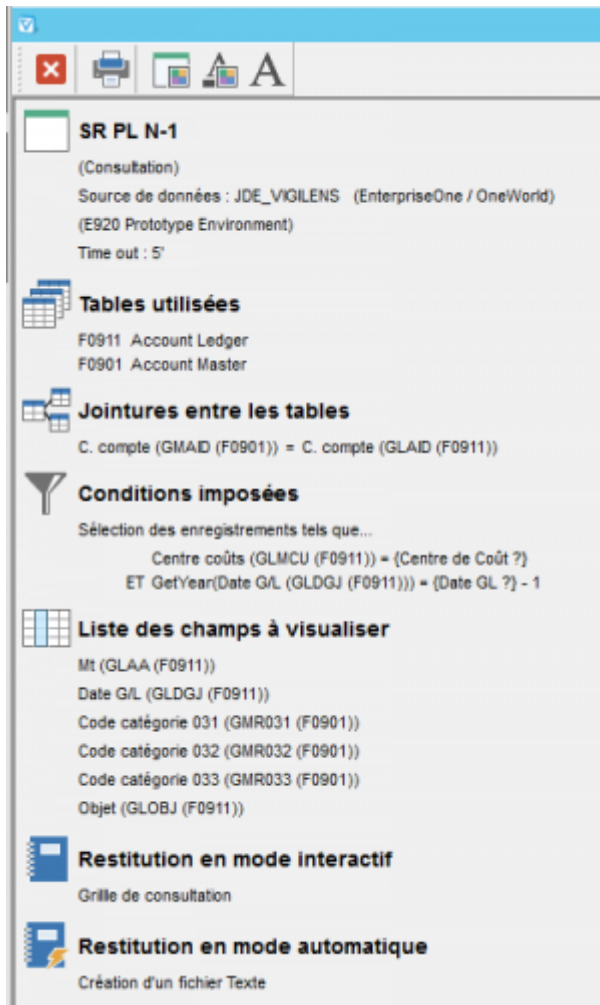 SR PL N-1
(Consultation)
Source de données : JDE_VIGILENS (EnterpriseOne / OneWorld)
(E920 Prototype Environment)
Time out : 5'
Tables utilisées
F0911 Account Ledger
F0901 Account Master
Jointures entre les tables
C. compte (GMAID (F0901)) = C. compte (GLAID (F0911))
Conditions imposées
Sélection des enregistrements tels que...
Centre coûts (GLMCU (F0911)) = {Centre de Coût ?}
ET GetYear(Date G/L (GLDGJ (F0911))) = {Date GL ?} - 1
Liste des champs à visualiser
Mt (GLAA (F0911))
Date G/L (GLDGJ (F0911))
Code catégorie 031 (GMR031 (F0901))
Code catégorie 032 (GMR032 (F0901))
Code catégorie 033 (GMR033 (F0901))
Objet (GLOBJ (F0911))
Restitution en mode interactif
Grille de consultation
Restitution en mode automatique
Création d'un fichier Texte